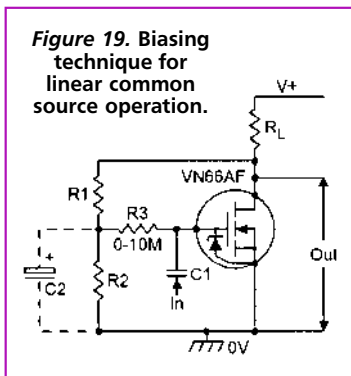 Figure 19. Biasing
technique for
linear common
source operation.
V+
RL
VN66AF
R1
R3
0-10M
Out
C2
R2
C1
In
0V